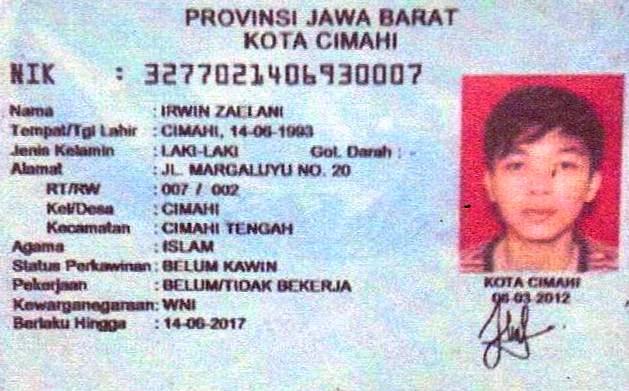 PROVINSI JAWA BARAT
KOTA CIMAHI
NIK : 3277021406930007
Nama : IRWIN ZAELANI
Tempat/Tgl Lahir : CIMAHI, 14-06-1993
Jenis Kelamin : LAKI-LAKI Gol. Darah : -
Alamat : JL. MARGALUYU NO. 20
RT/RW : 007 / 002
Kel/Desa : CIMAHI
Kecamatan : CIMAHI TENGAH
Agama : ISLAM
Status Perkawinan : BELUM KAWIN
Pekerjaan : BELUM/TIDAK BEKERJA
Kewarganegaraan: WNI
Berlaku Hingga : 14-06-2017
KOTA CIMAHI
06-03-2012